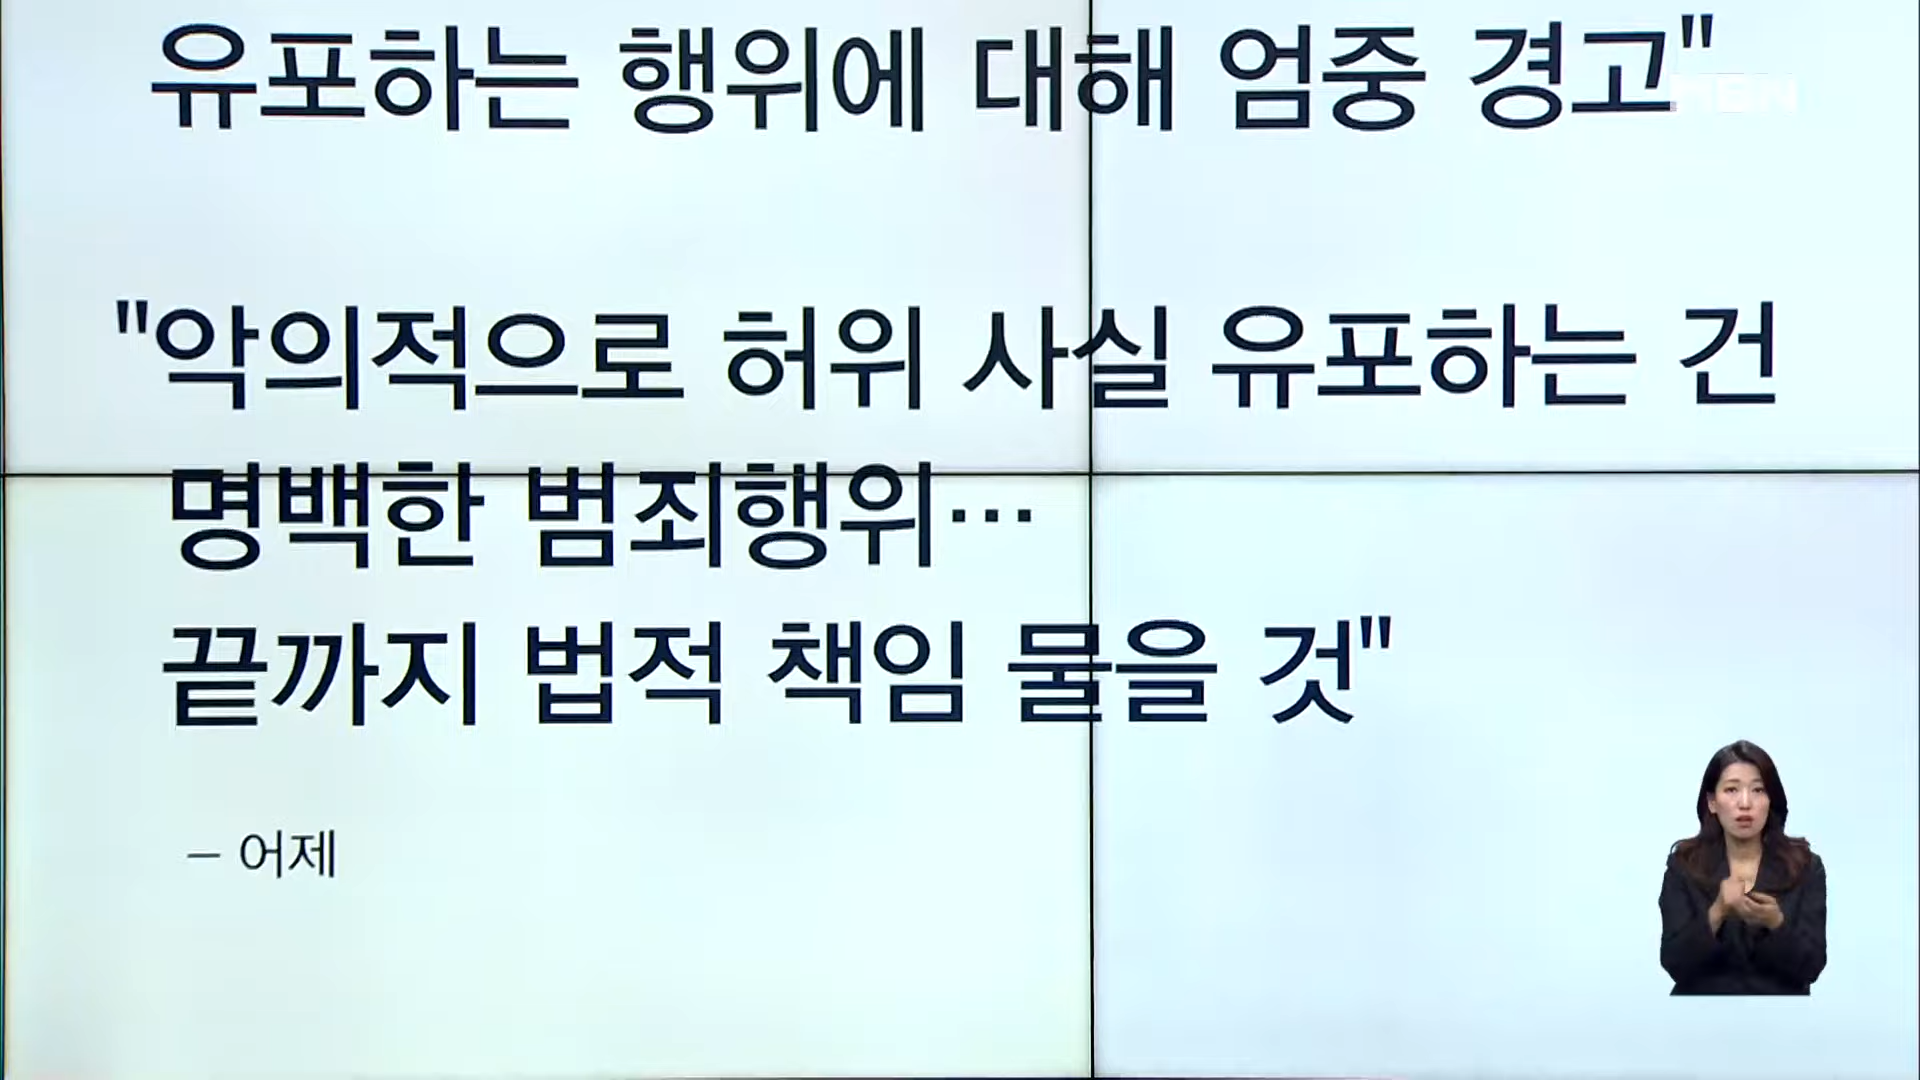 유포하는 행위에 대해 엄중 경고"
MBN
"악의적으로 허위 사실 유포하는 건
명백한 범죄행위…
끝까지 법적 책임 물을 것"
– 어제